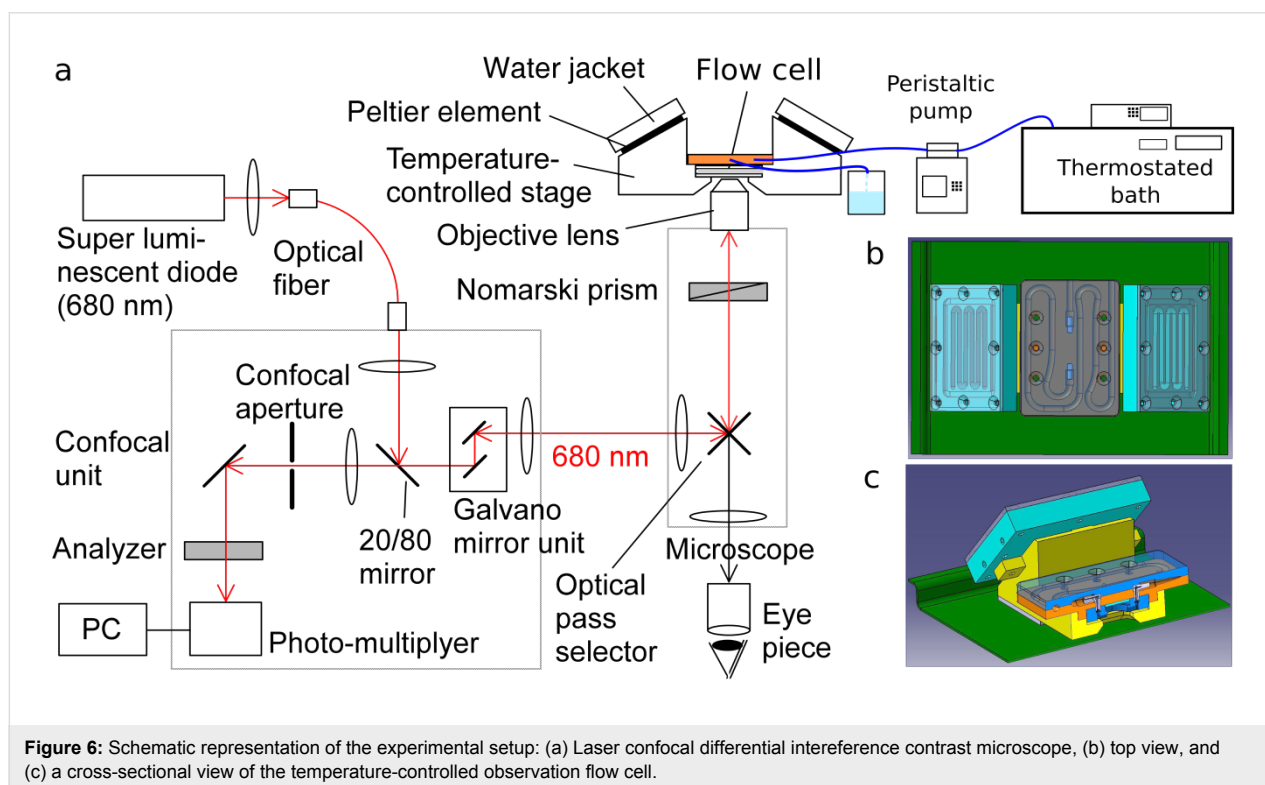 a
Water jacket
Flow cell
Peltier element
Peristaltic
pump
Temperature-
controlled stage
Thermostated
bath
Super lumi-
nescent diode
(680 nm)
Optical
fiber
Objective lens
Nomarski prism
b
Confocal
aperture
Confocal
unit
680 nm
Galvano
mirror unit
20/80
mirror
Analyzer
Microscope
Optical
pass
selector
Eye
piece
PC
Photo-multiplyer
c
Figure 6: Schematic representation of the experimental setup: (a) Laser confocal differential intereference contrast microscope, (b) top view, and
(c) a cross-sectional view of the temperature-controlled observation flow cell.